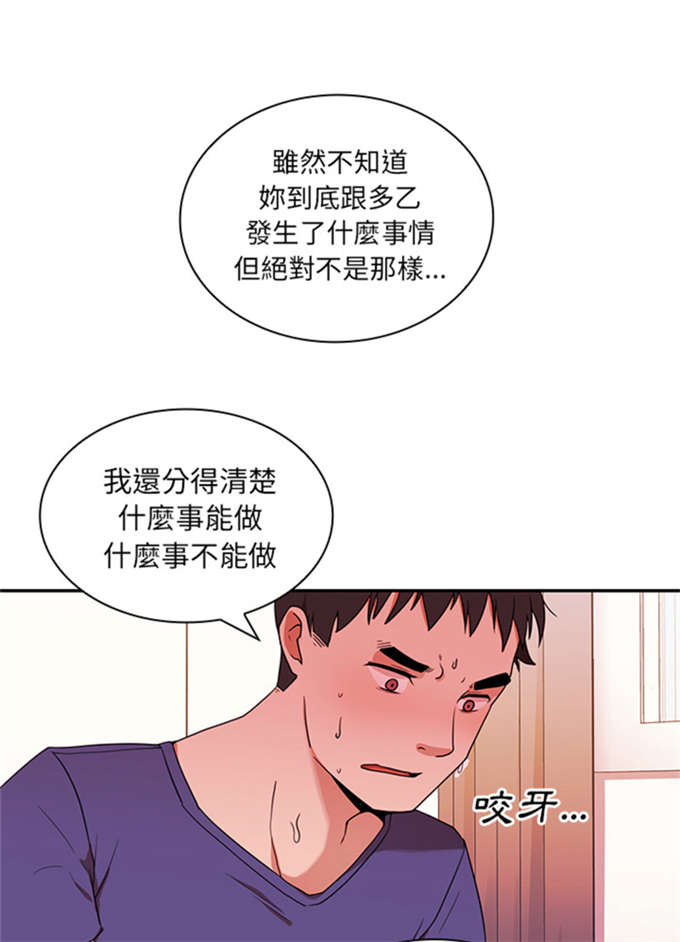 雖然不知道
妳到底跟多乙
發生了什麼事情
但絕對不是那樣...
我還分得清楚
什麼事能做
什麼事不能做
咬牙...